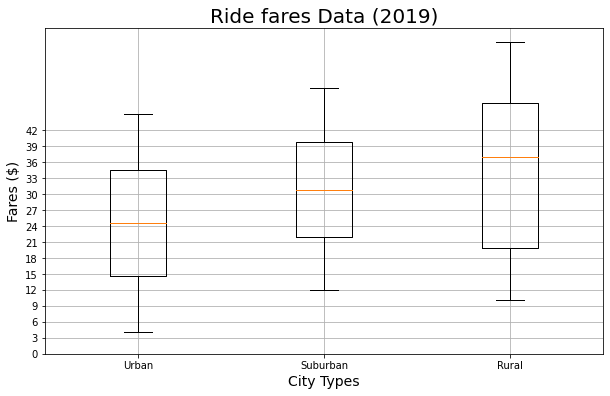 Ride fares Data (2019)
Fares ($)
42
39
36
33
30
27
24
21
18
15
12
9
6
3
0
Urban
Suburban
Rural
City Types